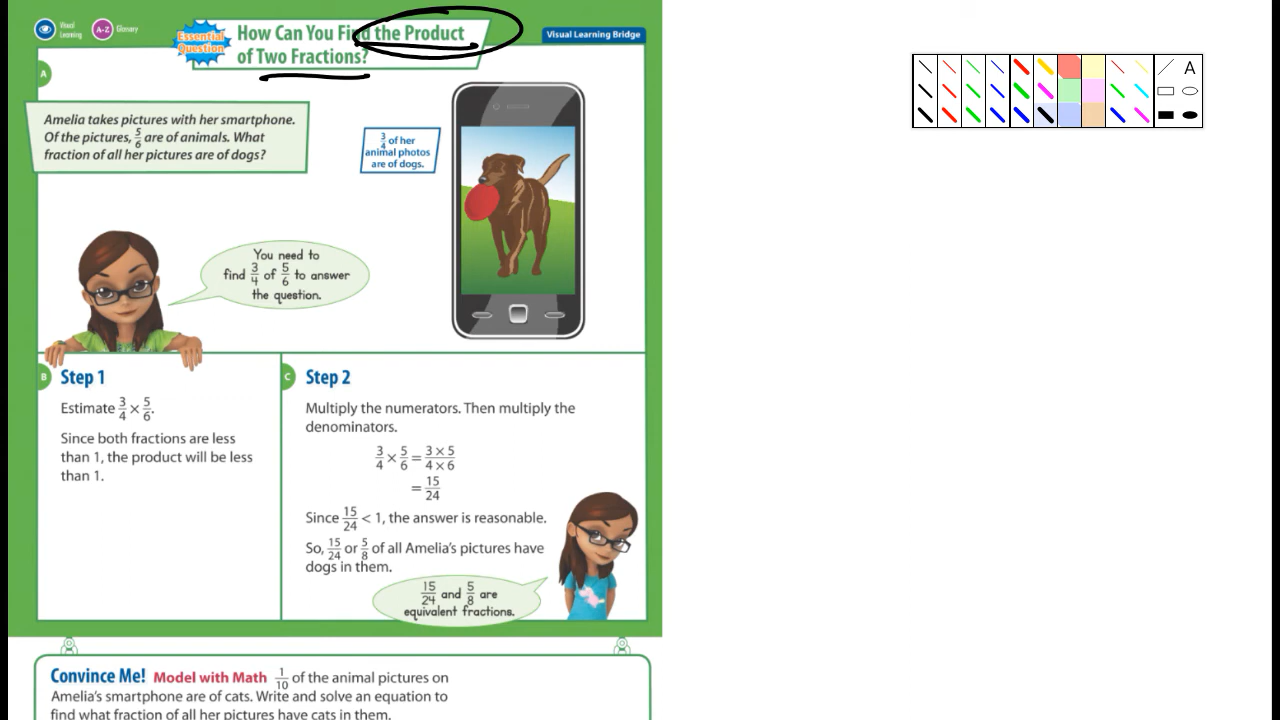 Visual
Learning
A-Z Glossary
Essential
Question
How Can You Find the Product
of Two Fractions?
Visual Learning Bridge
A
Amelia takes pictures with her smartphone.
Of the pictures, 5/6 are of animals. What
fraction of all her pictures are of dogs?
3/4 of her
animal photos
are of dogs.
You need to
find 3/4 of 5/6 to answer
the question.
B Step 1
Estimate 3/4 × 5/6.
Since both fractions are less
than 1, the product will be less
than 1.
C Step 2
Multiply the numerators. Then multiply the
denominators.
3/4 × 5/6 = 3 × 5/4 × 6
= 15/24
Since 15/24 < 1, the answer is reasonable.
So, 15/24 or 5/8 of all Amelia's pictures have
dogs in them.
15/24 and 5/8 are
equivalent fractions.
Convince Me! Model with Math 1/10 of the animal pictures on
Amelia's smartphone are of cats. Write and solve an equation to
find what fraction of all her pictures have cats in them.
A